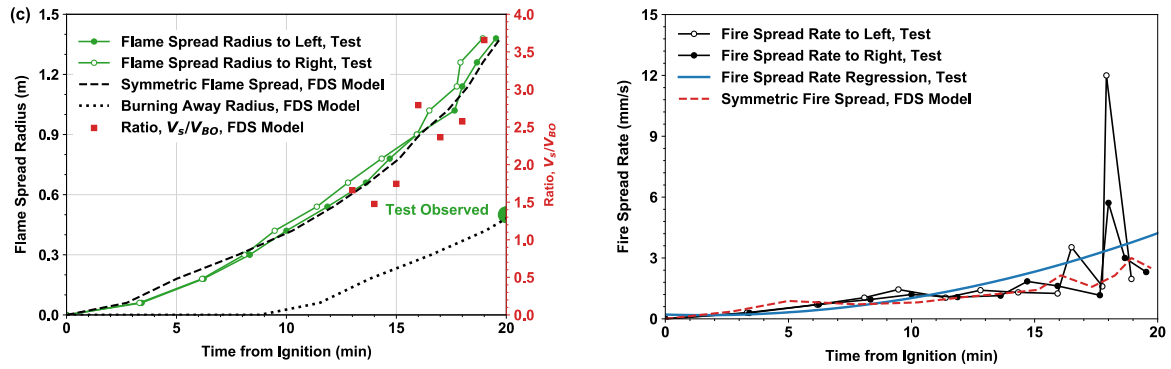 (c)
Flame Spread Radius (m)
1.5
1.2
0.9
0.6
0.3
0.0
Flame Spread Radius to Left, Test
Flame Spread Radius to Right, Test
Symmetric Flame Spread, FDS Model
Burning Away Radius, FDS Model
Ratio, Vs/VBO, FDS Model
Test Observed
4.0
3.5
3.0
2.5
2.0
1.5
1.0
0.5
0.0
Ratio, Vs/VBO
0 5 10 15 20
Time from Ignition (min)
Fire Spread Rate (mm/s)
15
12
9
6
3
0
Fire Spread Rate to Left, Test
Fire Spread Rate to Right, Test
Fire Spread Rate Regression, Test
Symmetric Fire Spread, FDS Model
0 5 10 15 20
Time from Ignition (min)